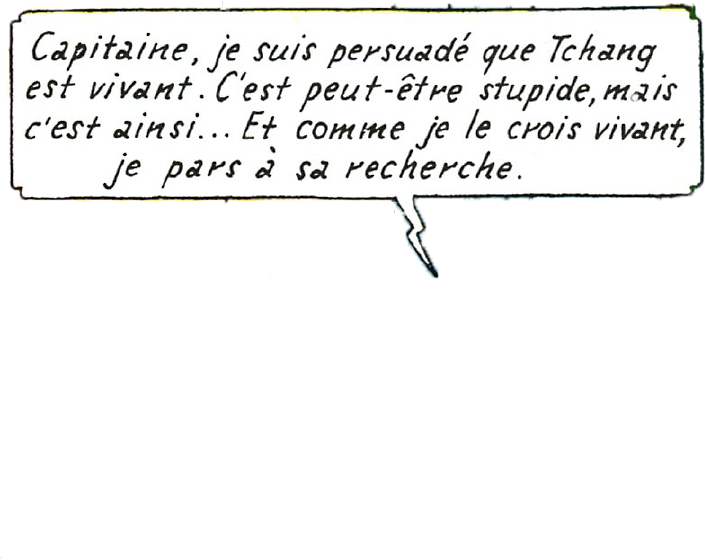 Capitaine, je suis persuadé que Tchang
est vivant. C'est peut-être stupide, mais
c'est ainsi... Et comme je le crois vivant,
je pars à sa recherche.